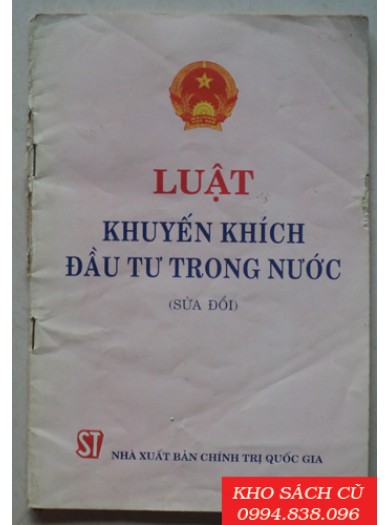 LUẬT
KHUYẾN KHÍCH
ĐẦU TƯ TRONG NƯỚC
(SỬA ĐỔI)
ST
NHÀ XUẤT BẢN CHÍNH TRỊ QUỐC GIA
KHO SÁCH CŨ
0994.838.096